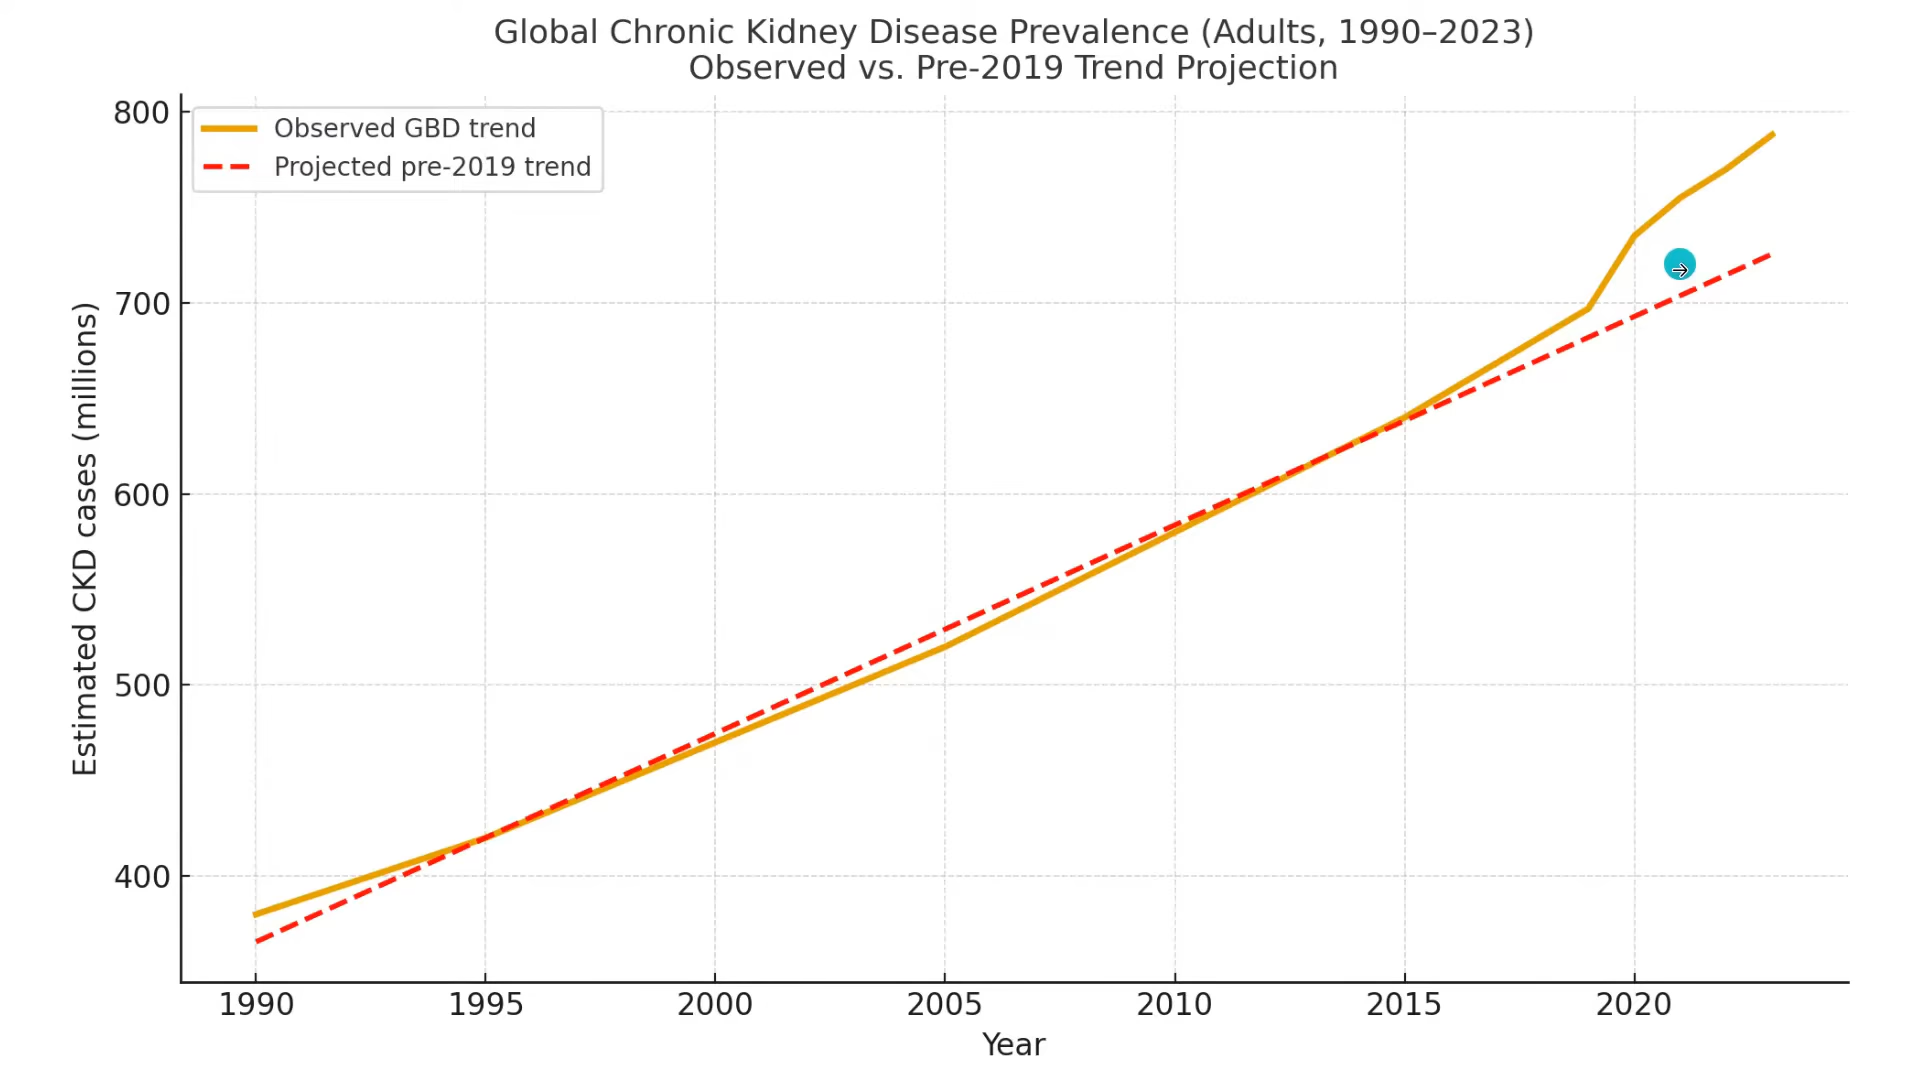 Global Chronic Kidney Disease Prevalence (Adults, 1990–2023)
Observed vs. Pre-2019 Trend Projection
Observed GBD trend
Projected pre-2019 trend
Estimated CKD cases (millions)
800
700
600
500
400
1990 1995 2000 2005 2010 2015 2020
Year